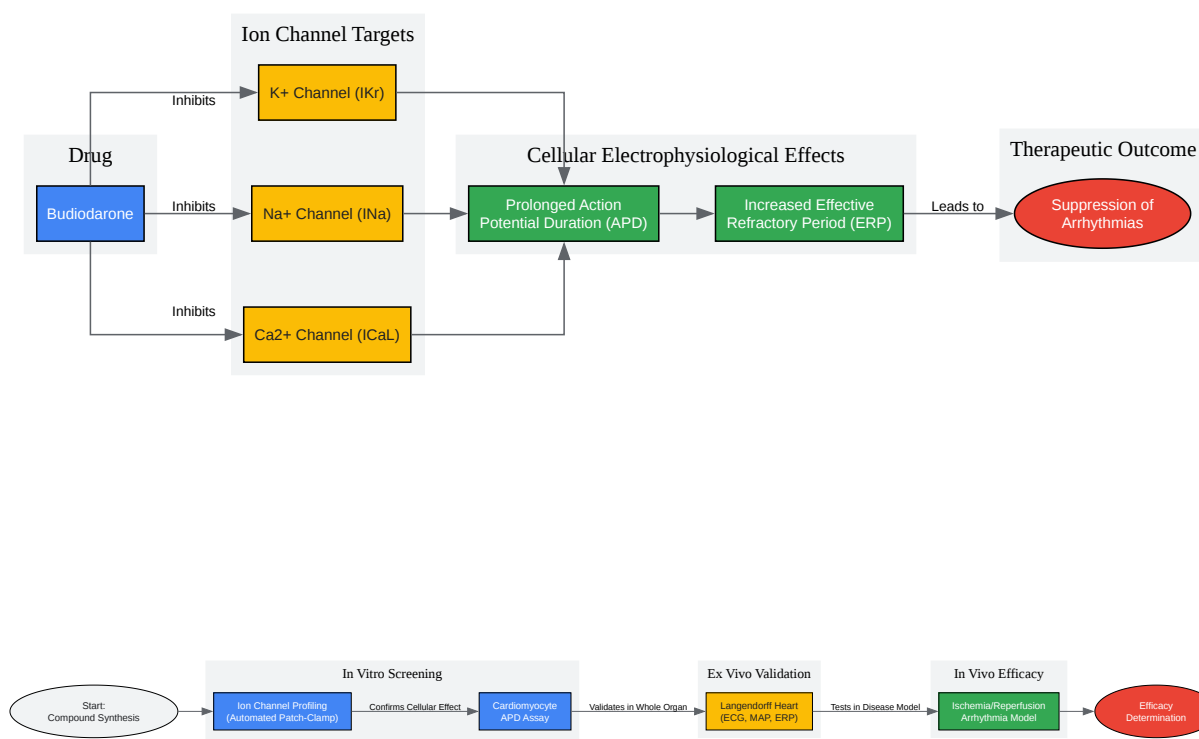 Ion Channel Targets
K+ Channel (IKr)
Inhibits
Drug
Cellular Electrophysiological Effects
Therapeutic Outcome
Budiodarone
Inhibits
Na+ Channel (INa)
Prolonged Action
Potential Duration (APD)
Increased Effective
Refractory Period (ERP)
Leads to
Suppression of
Arrhythmias
Inhibits
Ca2+ Channel (ICaL)
In Vitro Screening
Ex Vivo Validation
In Vivo Efficacy
Start:
Compound Synthesis
Ion Channel Profiling
(Automated Patch-Clamp)
Confirms Cellular Effect
Cardiomyocyte
APD Assay
Validates in Whole Organ
Langendorff Heart
(ECG, MAP, ERP)
Tests in Disease Model
Ischemia/Reperfusion
Arrhythmia Model
Efficacy
Determination